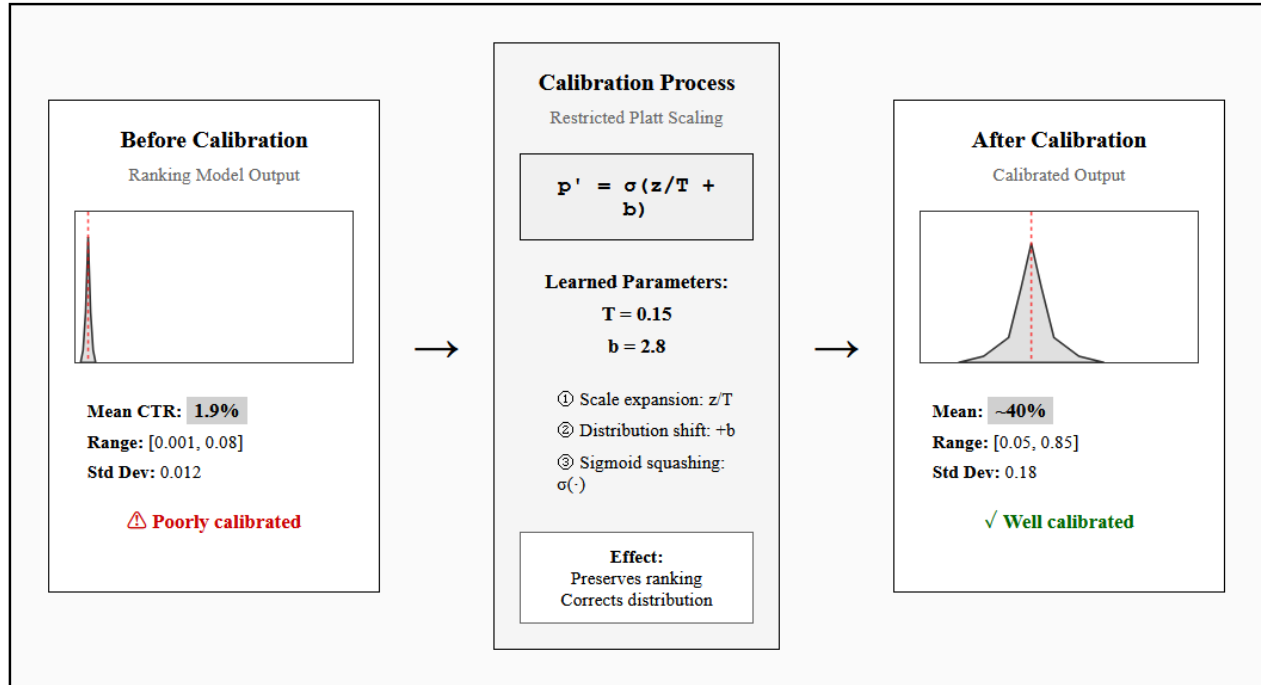 Before Calibration
Ranking Model Output
Mean CTR: 1.9%
Range: [0.001, 0.08]
Std Dev: 0.012
⚠ Poorly calibrated
→
Calibration Process
Restricted Platt Scaling
p' = σ(z/T +
b)
Learned Parameters:
T = 0.15
b = 2.8
① Scale expansion: z/T
② Distribution shift: +b
③ Sigmoid squashing:
σ(·)
Effect:
Preserves ranking
Corrects distribution
→
After Calibration
Calibrated Output
Mean: ~40%
Range: [0.05, 0.85]
Std Dev: 0.18
√ Well calibrated